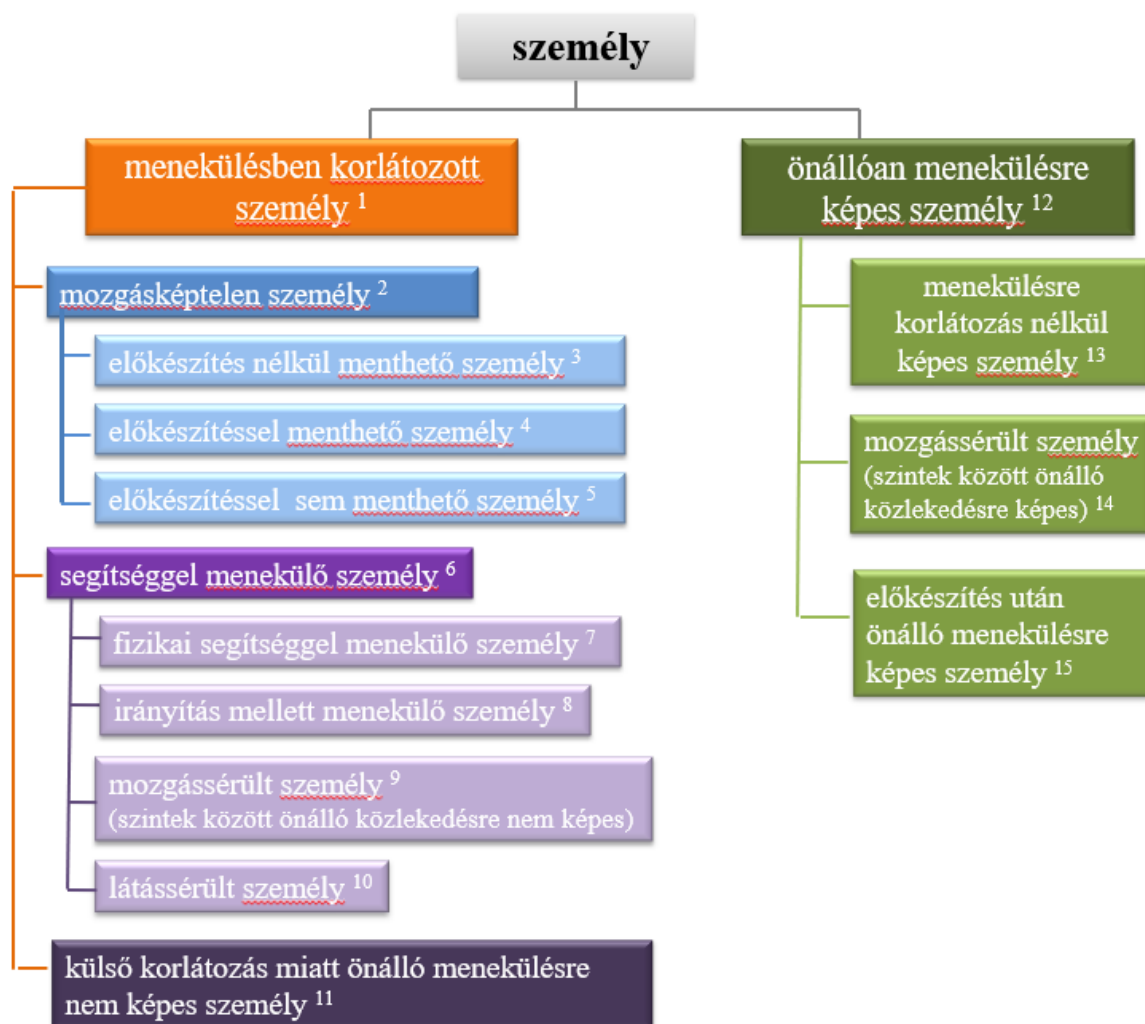 személy
menekülésben korlátozott
személy 1
mozgásképtelen személy 2
előkészítés nélkül menthető személy 3
előkészítéssel menthető személy 4
előkészítéssel sem menthető személy 5
segítséggel menekülő személy 6
fizikai segítséggel menekülő személy 7
irányítás mellett menekülő személy 8
mozgássérült személy 9
(szintek között önálló közlekedésre nem képes)
látássérült személy 10
külső korlátozás miatt önálló menekülésre
nem képes személy 11
önállóan menekülésre
képes személy 12
menekülésre
korlátozás nélkül
képes személy 13
mozgássérült személy
(szintek között önálló
közlekedésre képes) 14
előkészítés után
önálló menekülésre
képes személy 15